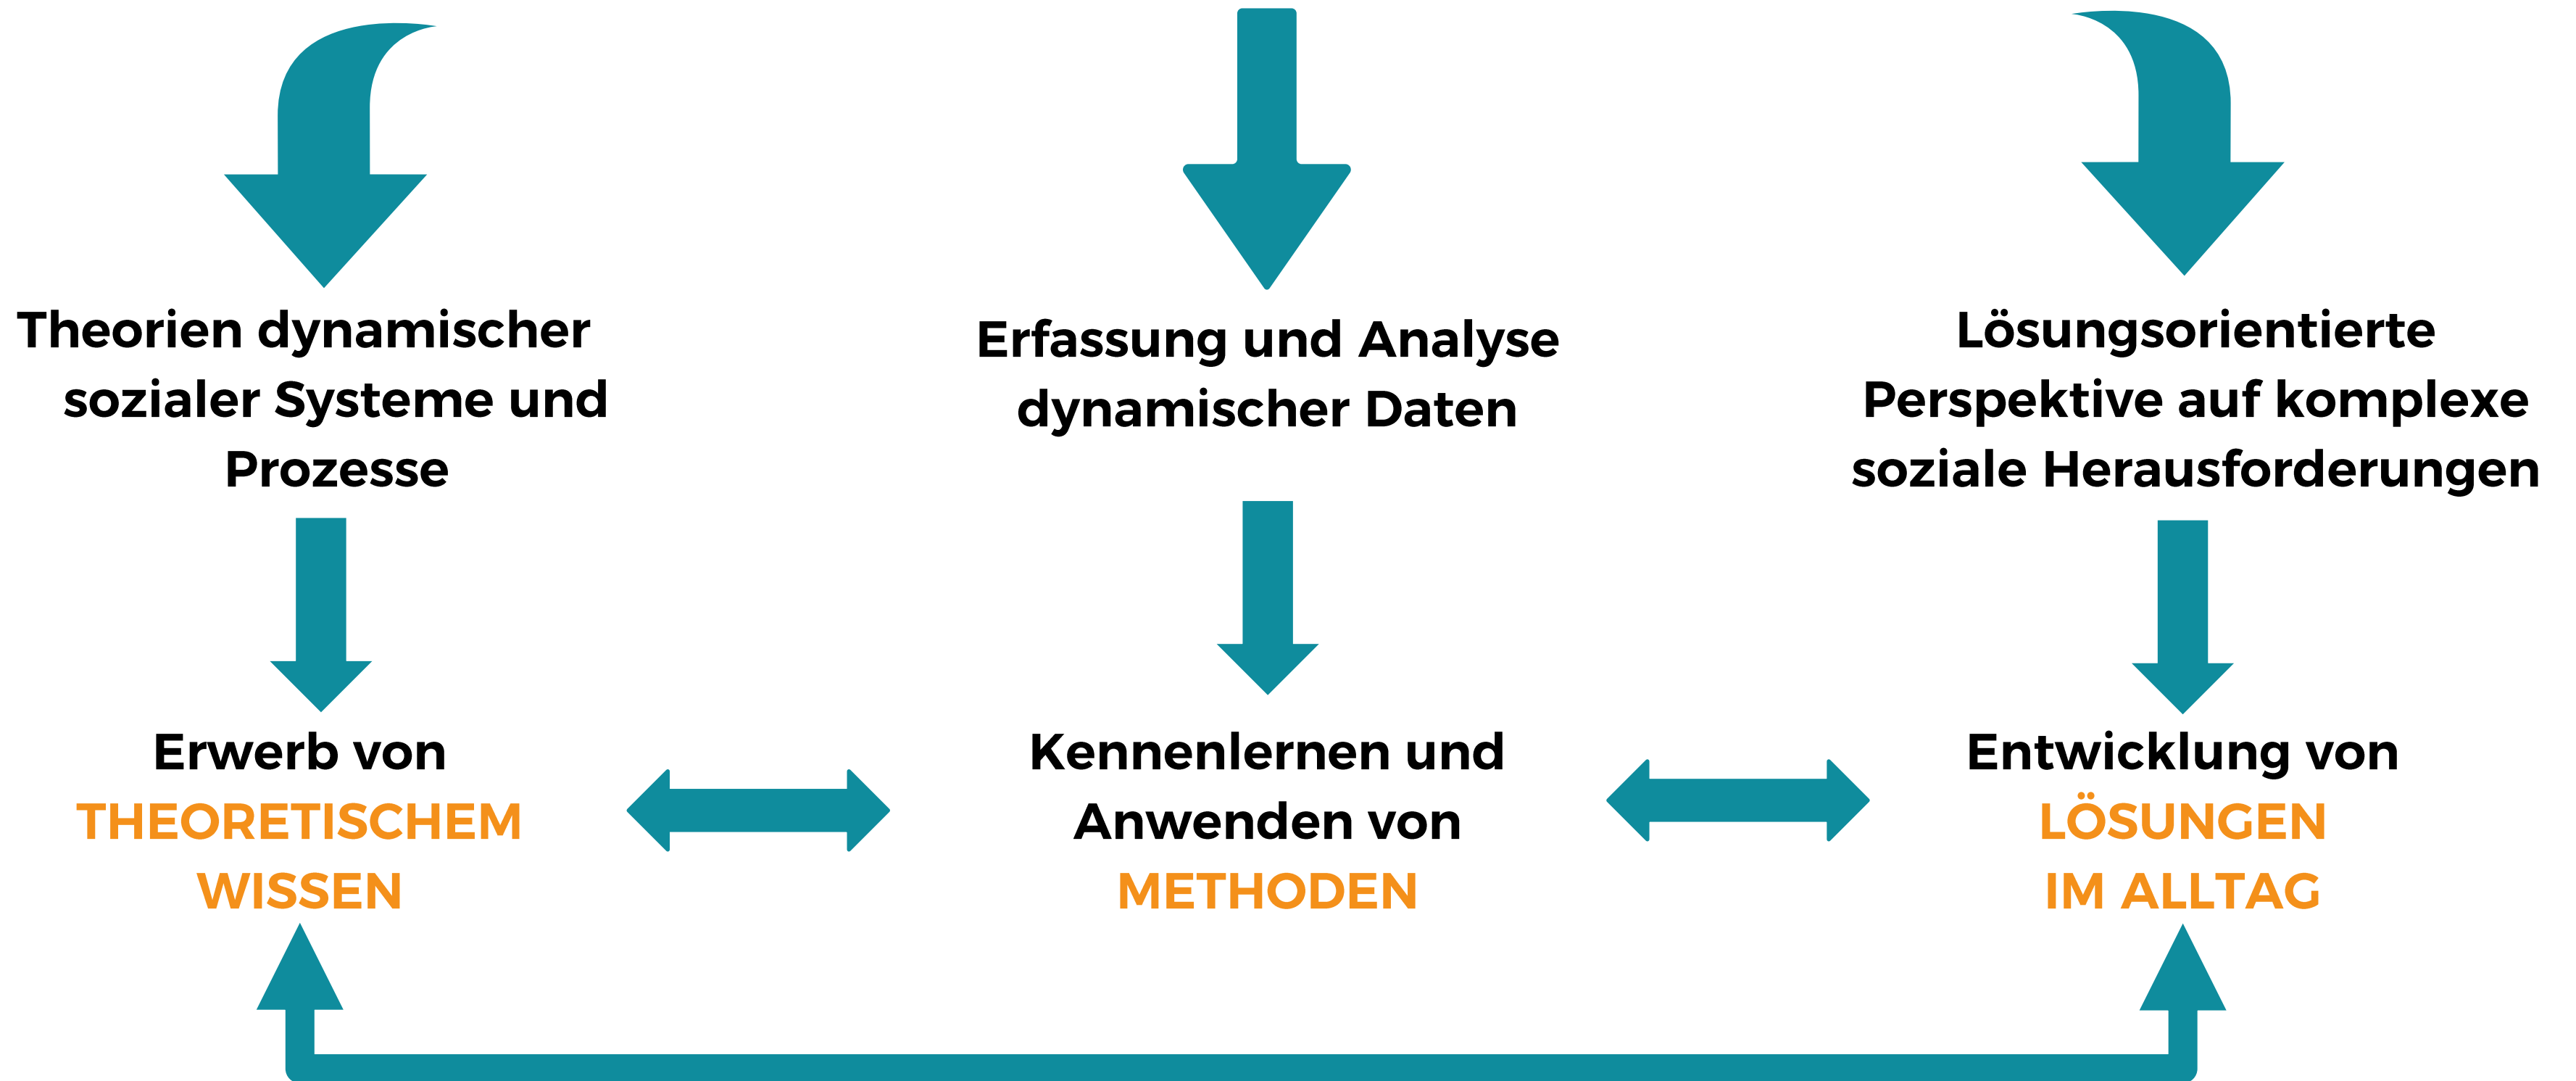 Theorien dynamischer
sozialer Systeme und
Prozesse
Erfassung und Analyse
dynamischer Daten
Lösungsorientierte
Perspektive auf komplexe
soziale Herausforderungen
Erwerb von
THEORETISCHEM
WISSEN
Kennenlernen und
Anwenden von
METHODEN
Entwicklung von
LÖSUNGEN
IM ALLTAG